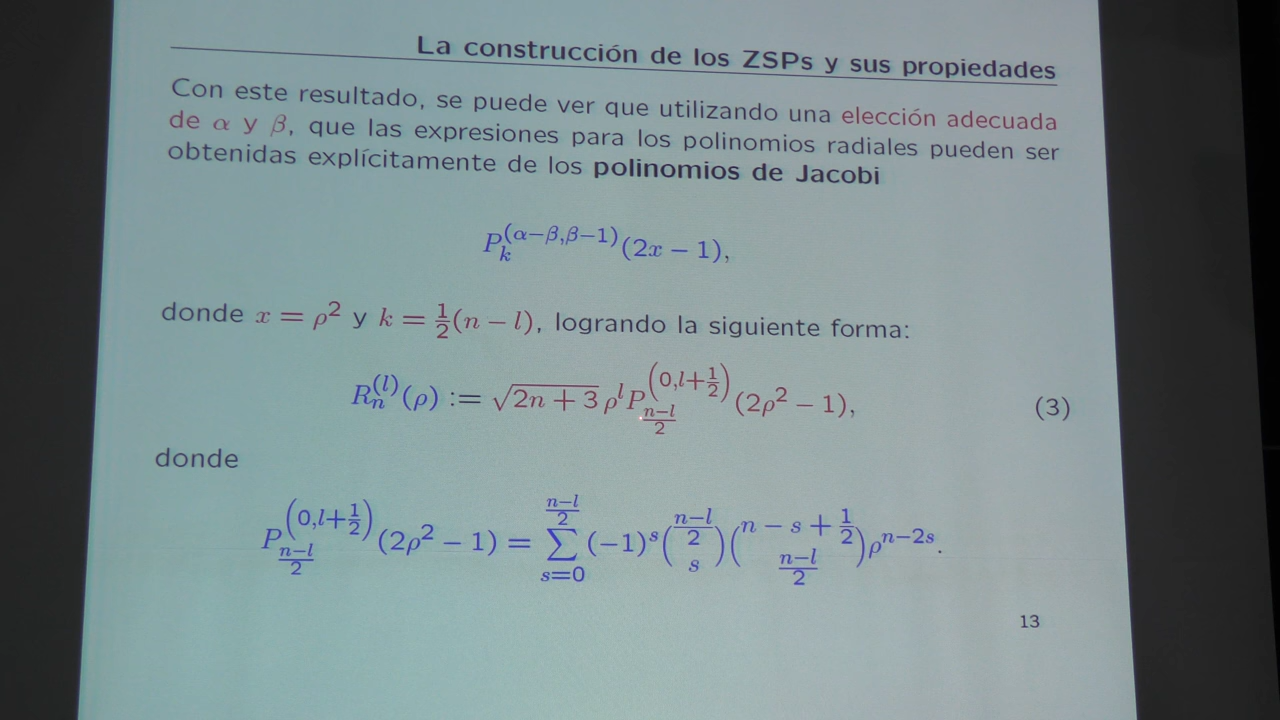 La construcción de los ZSPs y sus propiedades
Con este resultado, se puede ver que utilizando una elección adecuada
de α y β, que las expresiones para los polinomios radiales pueden ser
obtenidas explícitamente de los polinomios de Jacobi
P_k^{(α−β,β−1)}(2x − 1),
donde x = ρ^2 y k = \frac{1}{2}(n − l), logrando la siguiente forma:
R_n^{(l)}(ρ) := \sqrt{2n + 3} ρ^l P_{\frac{n−l}{2}}^{(0,l+\frac{1}{2})}(2ρ^2 − 1), (3)
donde
P_{\frac{n−l}{2}}^{(0,l+\frac{1}{2})}(2ρ^2 − 1) = \sum_{s=0}^{\frac{n−l}{2}} (−1)^s \binom{\frac{n−l}{2}}{s} \binom{n − s + \frac{1}{2}}{\frac{n−l}{2}} ρ^{n−2s}.
13